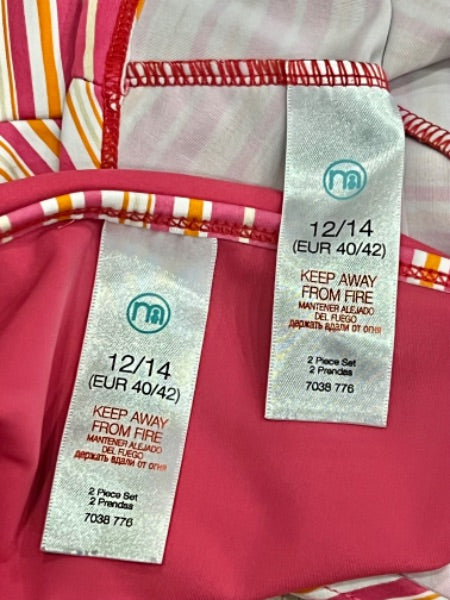 12/14
(EUR 40/42)
KEEP AWAY
FROM FIRE
MANTENER ALEJADO
DEL FUEGO
держать вдали от огня
2 Piece Set
2 Prendas
7038 776
12/14
(EUR 40/42)
KEEP AWAY
FROM FIRE
MANTENER ALEJADO
DEL FUEGO
держать вдали от огня
2 Piece Set
2 Prendas
7038 776